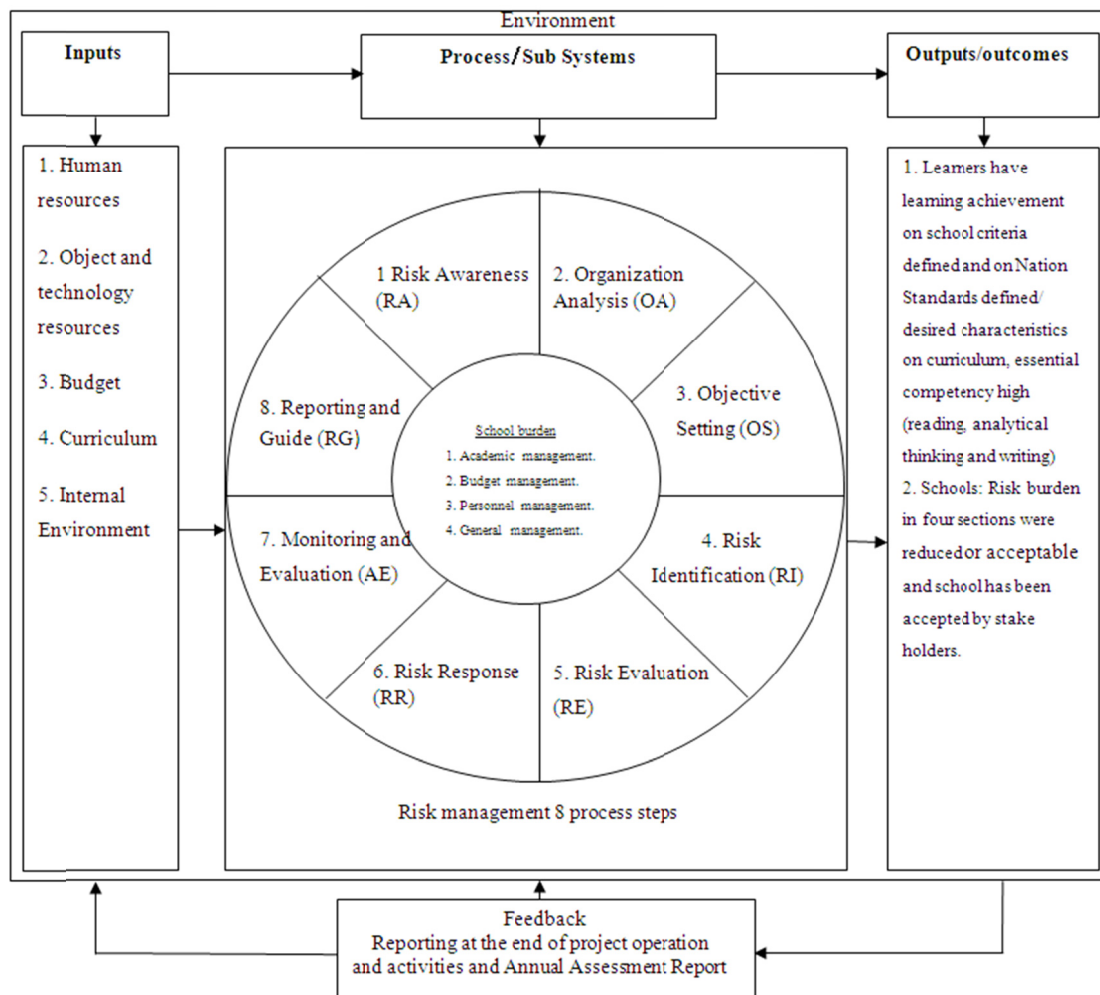 Environment
Inputs
Process/Sub Systems
Outputs/outcomes
1. Human
resources
2. Object and
technology
resources
3. Budget
4. Curriculum
5. Internal
Environment
1 Risk Awareness
(RA)
2. Organization
Analysis (OA)
3. Objective
Setting (OS)
4. Risk
Identification (RI)
5. Risk Evaluation
(RE)
6. Risk Response
(RR)
7. Monitoring and
Evaluation (AE)
8. Reporting and
Guide (RG)
School burden
1. Academic management.
2. Budget management.
3. Personnel management.
4. General management.
Risk management 8 process steps
1. Learners have
learning achievement
on school criteria
defined and on Nation
Standards defined/
desired characteristics
on curriculum, essential
competency high
(reading, analytical
thinking and writing)
2. Schools: Risk burden
in four sections were
reduced or acceptable
and school has been
accepted by stake
holders.
Feedback
Reporting at the end of project operation
and activities and Annual Assessment Report